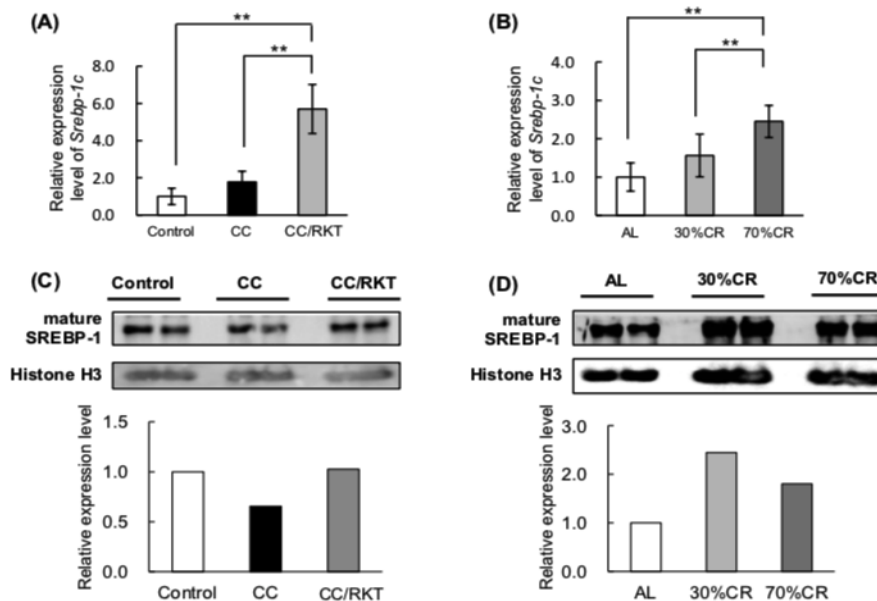 (A)
Relative expression
level of Srebp-1c
8.0
6.0
4.0
2.0
0.0
**
**
Control
CC
CC/RKT
(B)
Relative expression
level of Srebp-1c
4.0
3.0
2.0
1.0
0.0
**
**
AL
30%CR
70%CR
(C)
Control
CC
CC/RKT
mature
SREBP-1
Histone H3
Relative expression level
1.5
1.0
0.5
0.0
Control
CC
CC/RKT
(D)
AL
30%CR
70%CR
mature
SREBP-1
Histone H3
Relative expression level
3.0
2.0
1.0
0.0
AL
30%CR
70%CR